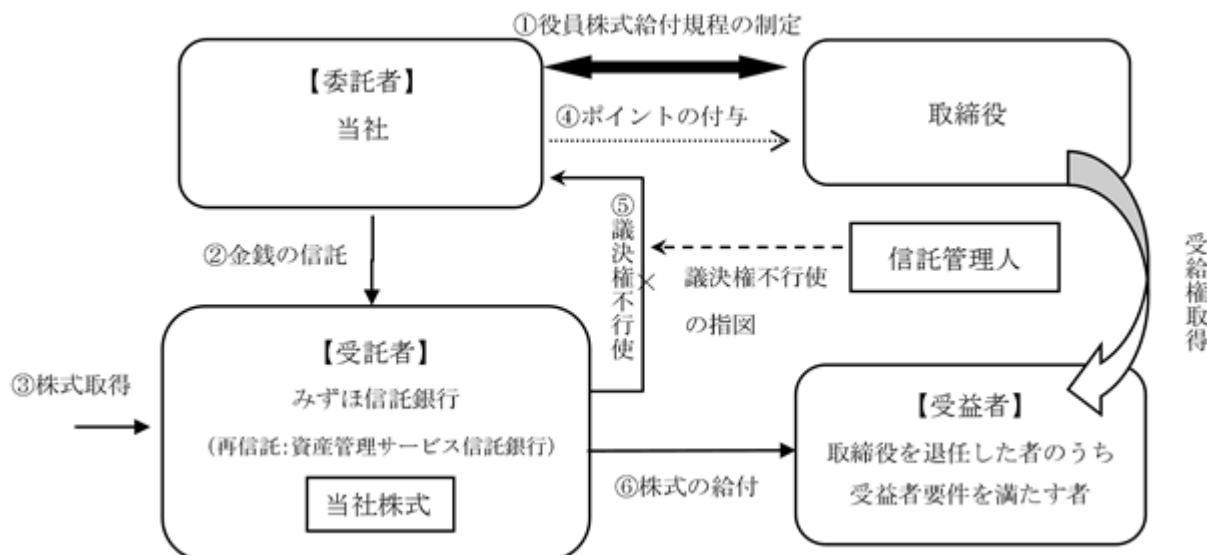 ①役員株式給付規程の制定
【委託者】
当社
取締役
④ポイントの付与
②金銭の信託
⑤議決権不行使
議決権不行使
の指図
信託管理人
受給権取得
③株式取得
【受託者】
みずほ信託銀行
(再信託:資産管理サービス信託銀行)
当社株式
⑥株式の給付
【受益者】
取締役を退任した者のうち
受益者要件を満たす者